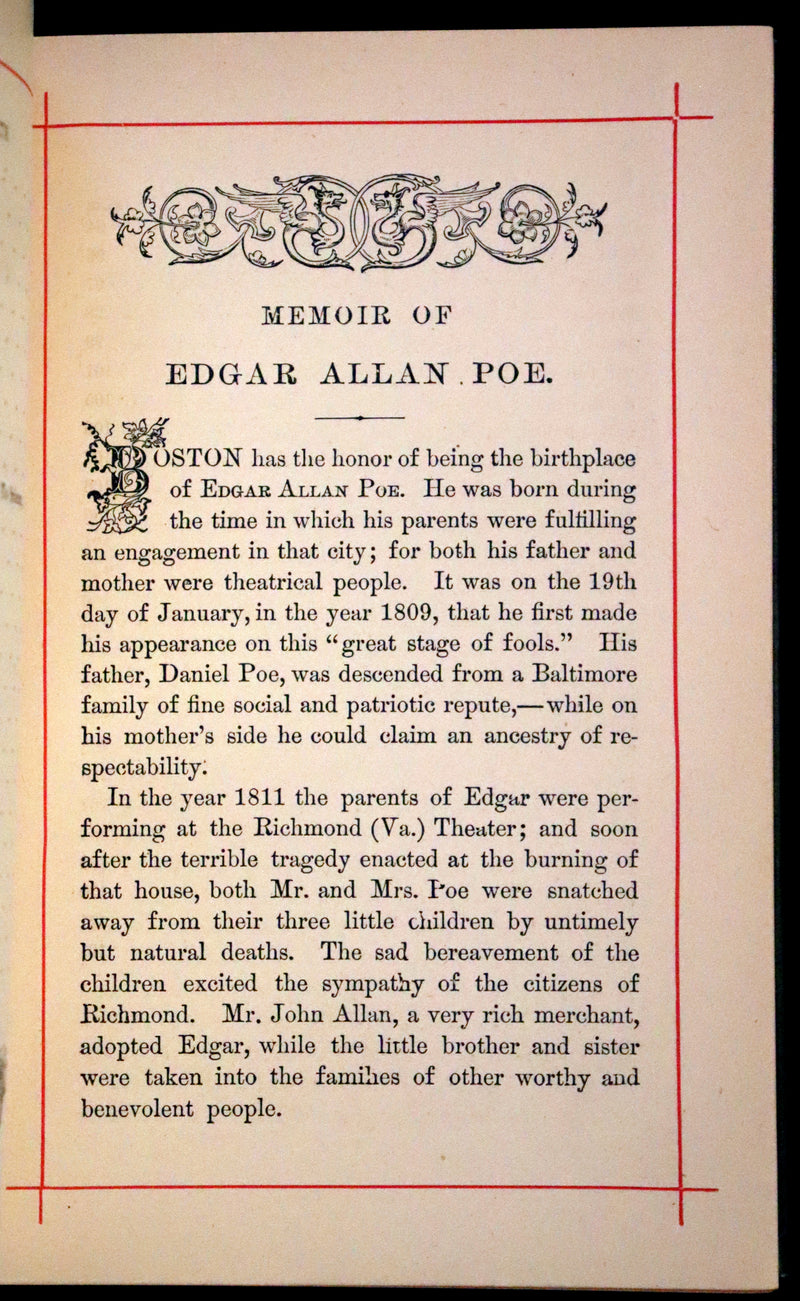 MEMOIR OF
EDGAR ALLAN POE.
BOSTON has the honor of being the birthplace
of EDGAR ALLAN POE. He was born during
the time in which his parents were fulfilling
an engagement in that city; for both his father and
mother were theatrical people. It was on the 19th
day of January, in the year 1809, that he first made
his appearance on this “great stage of fools.” His
father, Daniel Poe, was descended from a Baltimore
family of fine social and patriotic repute,—while on
his mother’s side he could claim an ancestry of re-
spectability.
In the year 1811 the parents of Edgar were per-
forming at the Richmond (Va.) Theater; and soon
after the terrible tragedy enacted at the burning of
that house, both Mr. and Mrs. Poe were snatched
away from their three little children by untimely
but natural deaths. The sad bereavement of the
children excited the sympathy of the citizens of
Richmond. Mr. John Allan, a very rich merchant,
adopted Edgar, while the little brother and sister
were taken into the families of other worthy and
benevolent people.